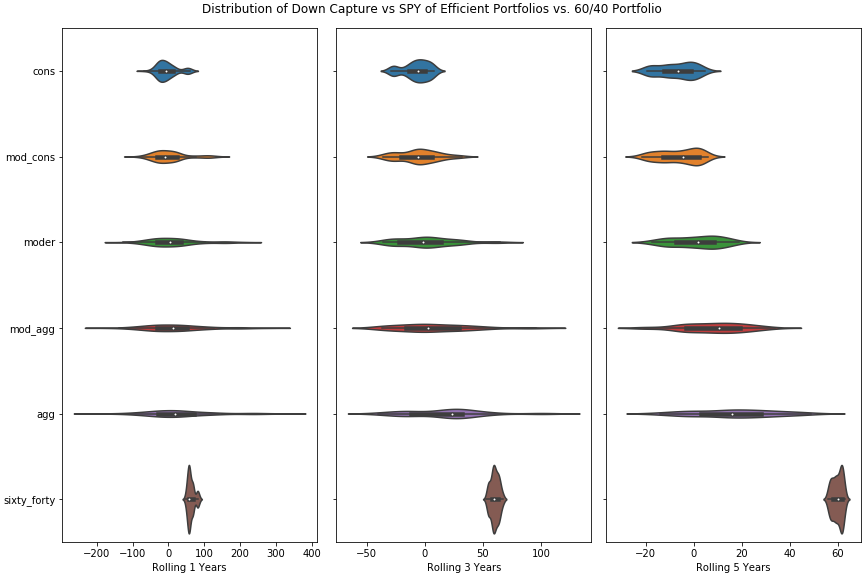 Distribution of Down Capture vs SPY of Efficient Portfolios vs. 60/40 Portfolio
cons
mod_cons
moder
mod_agg
agg
sixty_forty
−200 −100 0 100 200 300 400
−50 0 50 100
−20 0 20 40 60
Rolling 1 Years
Rolling 3 Years
Rolling 5 Years